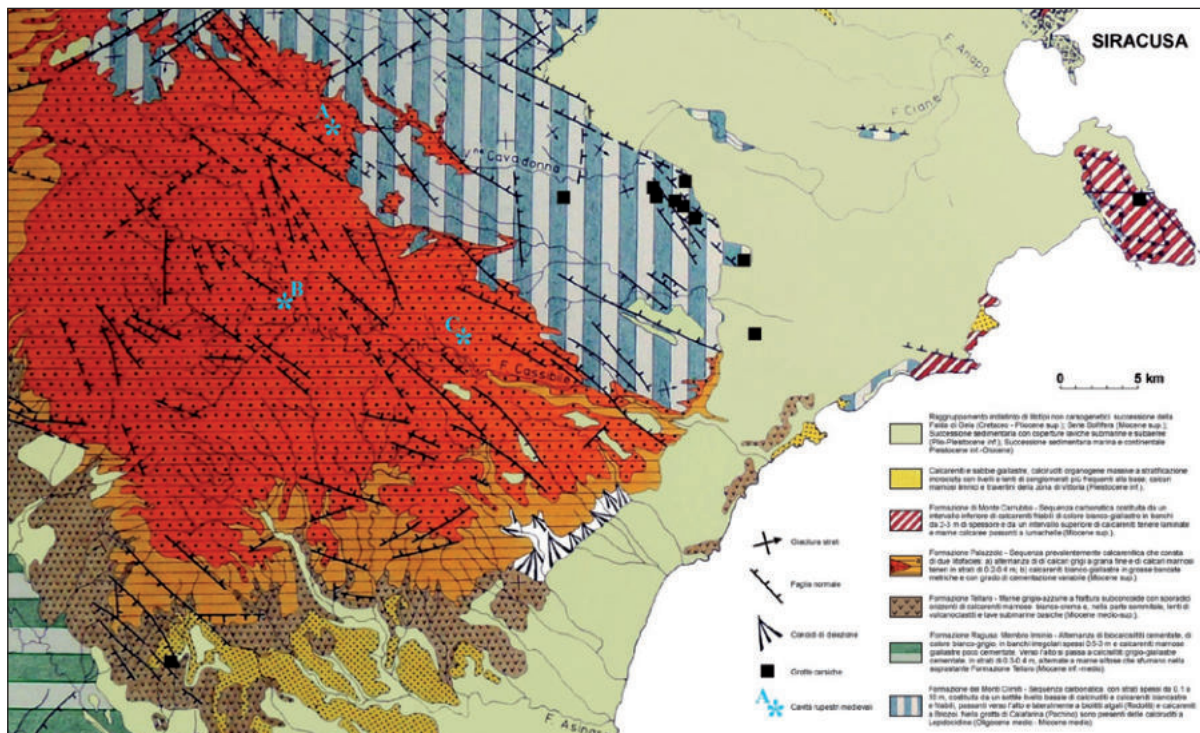 SIRACUSA
F. Anapo
F. Ciane
A
V.ne Cavadonna
B
C
F. Cassibile
0 5 km
Raggruppamento indistinto di litotipi non carsogenetici: successione della
Falda di Gela (Cretaceo - Pliocene sup.); Serie Solfifera (Miocene sup.);
Successione sedimentaria con coperture laviche submarine e subaeree
(Plio-Pleistocene inf.); Successione sedimentaria marina e continentale
Pleistocene inf.-Olocene)
Calcareniti e sabbie giallastre, calciruditi organogene massive a stratificazione
incrociata con livelli e lenti di conglomerati più frequenti alla base; calcari
marnosi limnici e travertini della zona di Vittoria (Pleistocene inf.).
Formazione di Monte Carrubba - Sequenza carbonatica costituita da un
intervallo inferiore di calcareniti friabili di colore bianco-giallastro in banchi
da 2-3 m di spessore e da un intervallo superiore di calcareniti tenere laminate
e marne calcaree passanti a lumachelle (Miocene sup.).
Giacitura strati
Formazione Palazzolo - Sequenza prevalentemente calcarenitica che consta
di due litofacies: a) alternanza di di calcari grigi a grana fine e di calcari marnosi
teneri in strati di 0.2-0.4 m; b) calcareniti bianco-giallastre in grosse bancate
metriche e con grado di cementazione variabile (Miocene sup.)
Faglia normale
Formazione Tellaro - Marne grigio-azzurre a frattura subconcoide con sporadici
orizzonti di calcareniti marnose bianco-crema e, nella parte sommitale, lenti di
vulcanoclastiti e lave submarine basiche (Miocene medio-sup.).
Conoidi di deiezione
Formazione Ragusa. Membro Irminio - Alternanza di biocalcareniti cementate, di
colore bianco-grigio, in banchi irregolari spessi 0.5-3 m e calcareniti marnose
giallastre poco cementate. Verso l'alto si passa a calcisiltiti grigio-giallastre
cementate, in strati di 0.3-0.4 m, alternate a marne siltose che sfumano nella
soprastante Formazione Tellaro (Miocene inf.-medio).
Grotte carsiche
A
Cavità rupestri medievali
Formazione dei Monti Climiti - Sequenza carbonatica con strati spessi da 0.1 a
10 m, costituita da un sottile livello basale di calciruditi e calcareniti biancastre
e friabili, passanti verso l'alto e lateralmente a biolititi algali (Rodoliti) e calcareniti
a Briozoi. Nella grotta di Calafarina (Pachino) sono presenti delle calciruditi a
Lepidocicline (Oligocene medio - Miocene medio)